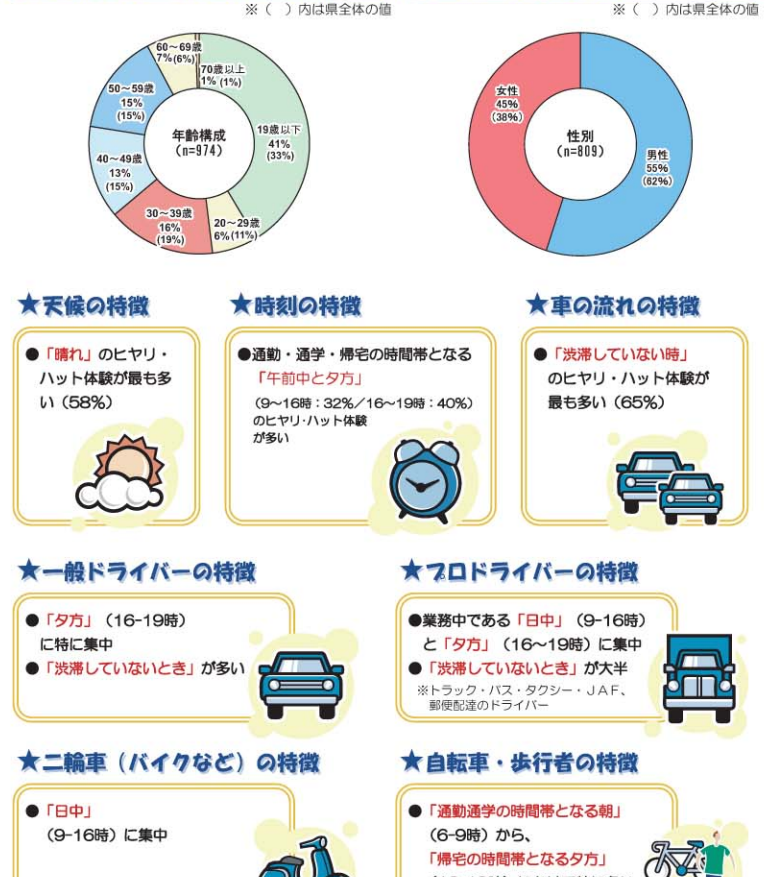 ※（　）内は県全体の値
※（　）内は県全体の値
60〜69歳
7%(6%)
70歳以上
1% (1%)
50〜59歳
15%
(15%)
19歳以下
41%
(33%)
年齢構成
(n=974)
40〜49歳
13%
(15%)
30〜39歳
16%
(19%)
20〜29歳
6%(11%)
女性
45%
(38%)
性別
(n=809)
男性
55%
(62%)
★天候の特徴
●「晴れ」のヒヤリ・
ハット体験が最も多
い（58%）
★時刻の特徴
●通勤・通学・帰宅の時間帯となる
「午前中と夕方」
（9〜16時：32%／16〜19時：40%）
のヒヤリ･ハット体験
が多い
★車の流れの特徴
●「渋滞していない時」
のヒヤリ・ハット体験が
最も多い（65%）
★一般ドライバーの特徴
●「夕方」（16-19時）
に特に集中
●「渋滞していないとき」が多い
★プロドライバーの特徴
●業務中である「日中」（9-16時）
と「夕方」（16〜19時）に集中
●「渋滞していないとき」が大半
※トラック・バス・タクシー・ＪＡＦ、
郵便配達のドライバー
★二輪車（バイクなど）の特徴
●「日中」
（9-16時）に集中
★自転車・歩行者の特徴
●「通勤通学の時間帯となる朝」
（6-9時）から、
「帰宅の時間帯となる夕方」